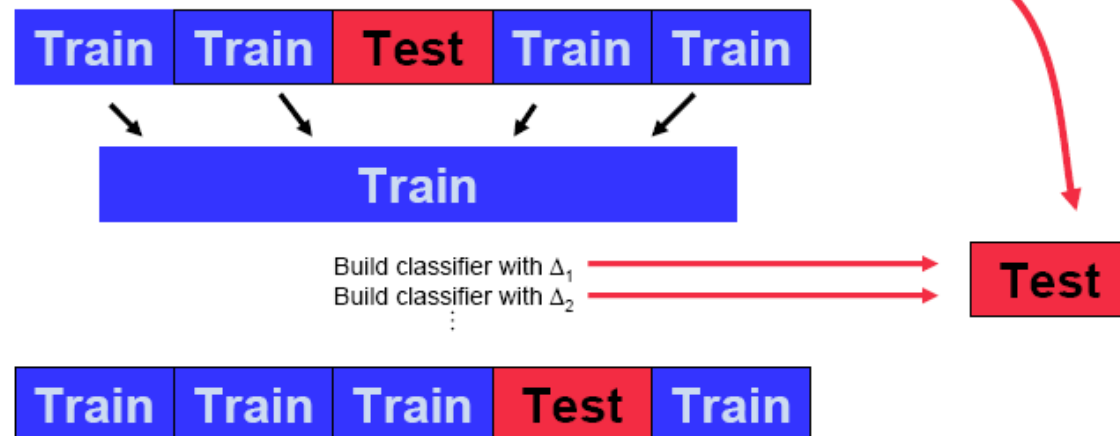 Train Train Test Train Train
Train
Build classifier with Δ₁
Build classifier with Δ₂
⋮
Test
Train Train Train Test Train